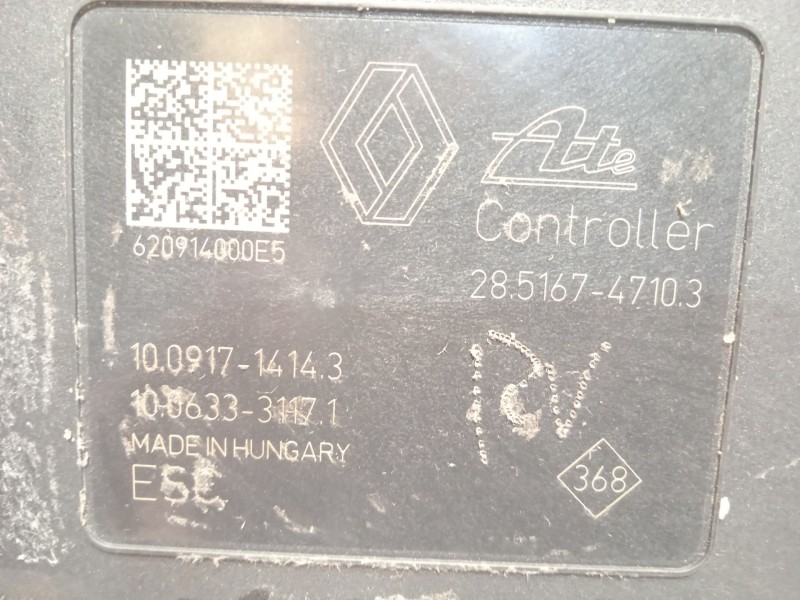 Ate
Controller
620914000E5
28.5167-4710.3
10.0917-1414.3
10.0633-3117.1
MADE IN HUNGARY
ESC
368